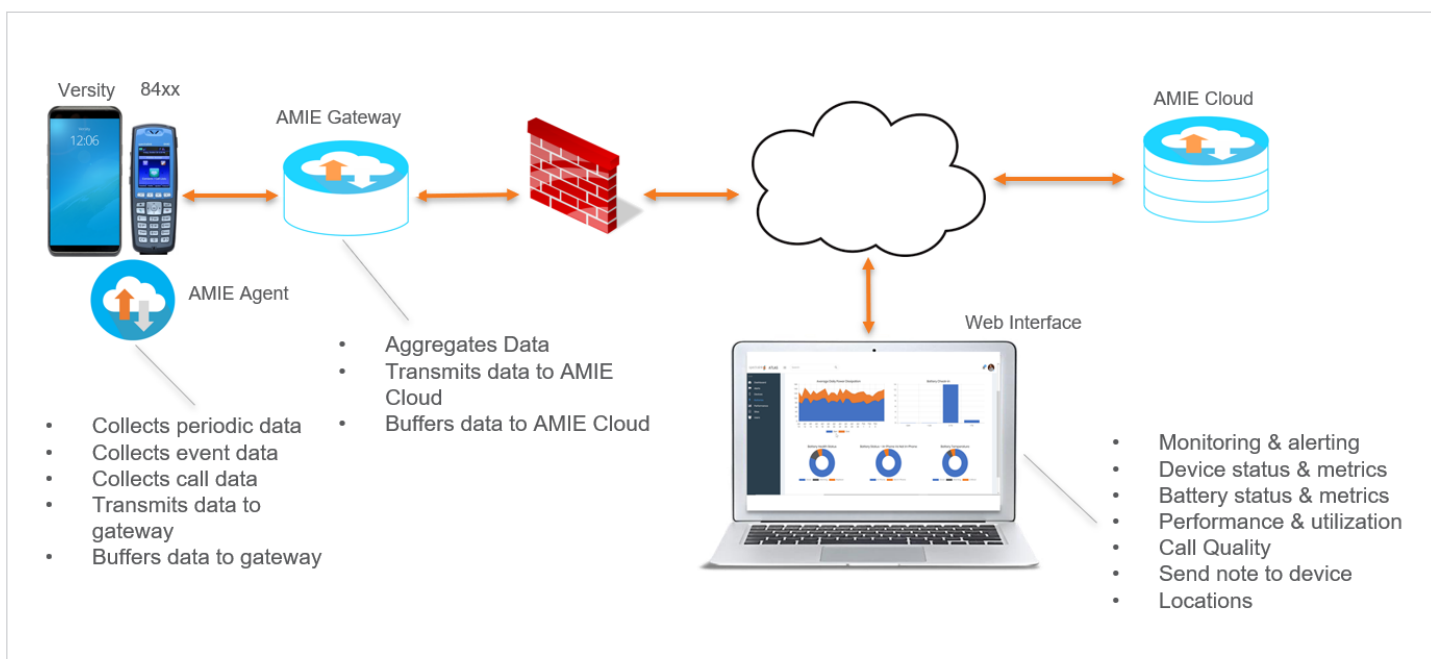 Versity
84xx
12:06
AMIE Gateway
AMIE Cloud
AMIE Agent
Web Interface
• Aggregates Data
• Transmits data to AMIE
Cloud
• Buffers data to AMIE Cloud
• Collects periodic data
• Collects event data
• Collects call data
• Transmits data to
gateway
• Buffers data to gateway
• Monitoring & alerting
• Device status & metrics
• Battery status & metrics
• Performance & utilization
• Call Quality
• Send note to device
• Locations